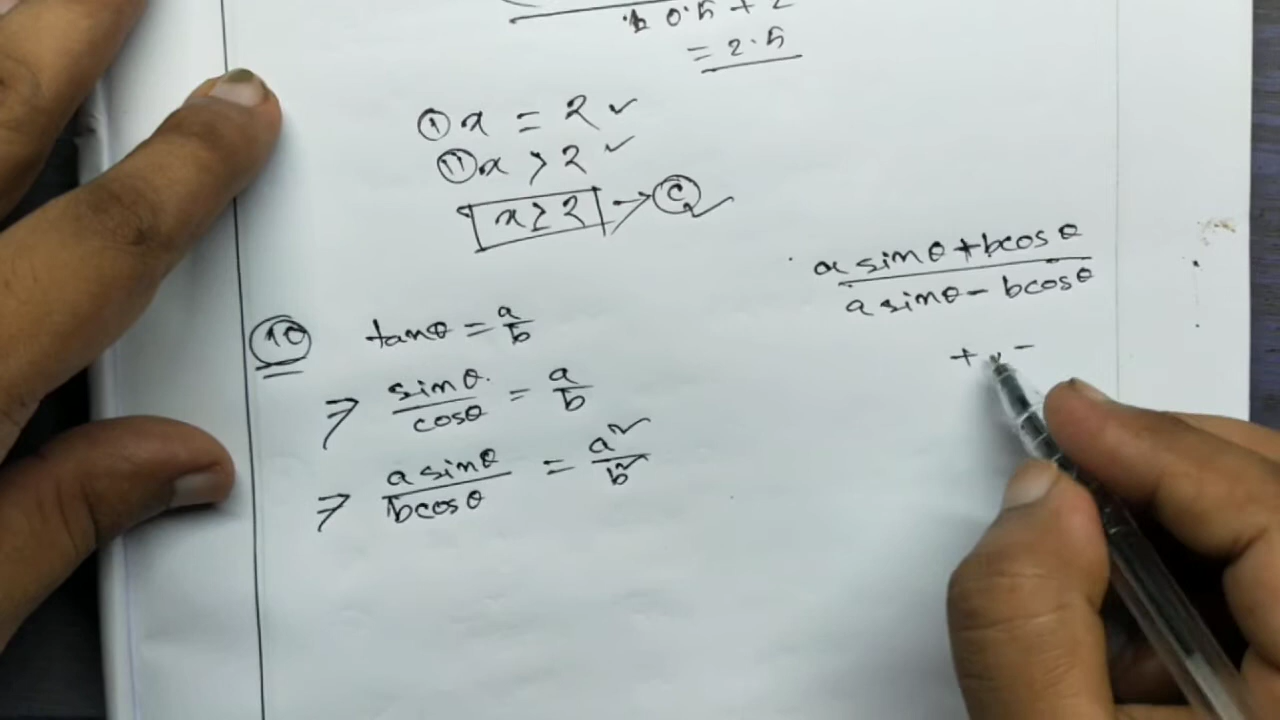 0.5 + 2
= 2.5
(i) x = 2 ✓
(ii) x > 2 ✓
x ≥ 2 → (C) ✓
a sinθ + b cosθ / a sinθ - b cosθ
+, -
(10) tanθ = a/b
⇒ sinθ/cosθ = a/b
⇒ a sinθ/b cosθ = a²/b²